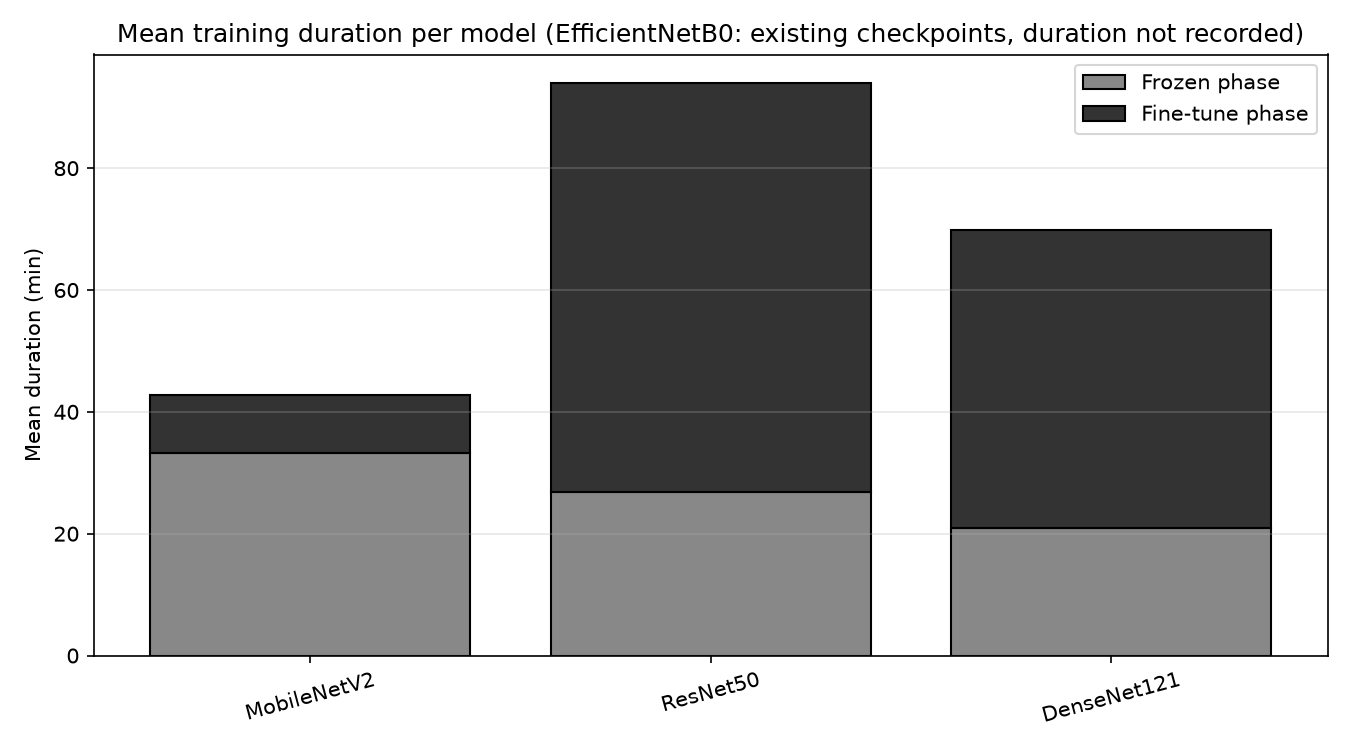 Mean training duration per model (EfficientNetB0: existing checkpoints, duration not recorded)
Frozen phase
Fine-tune phase
Mean duration (min)
80
60
40
20
0
MobileNetV2
ResNet50
DenseNet121